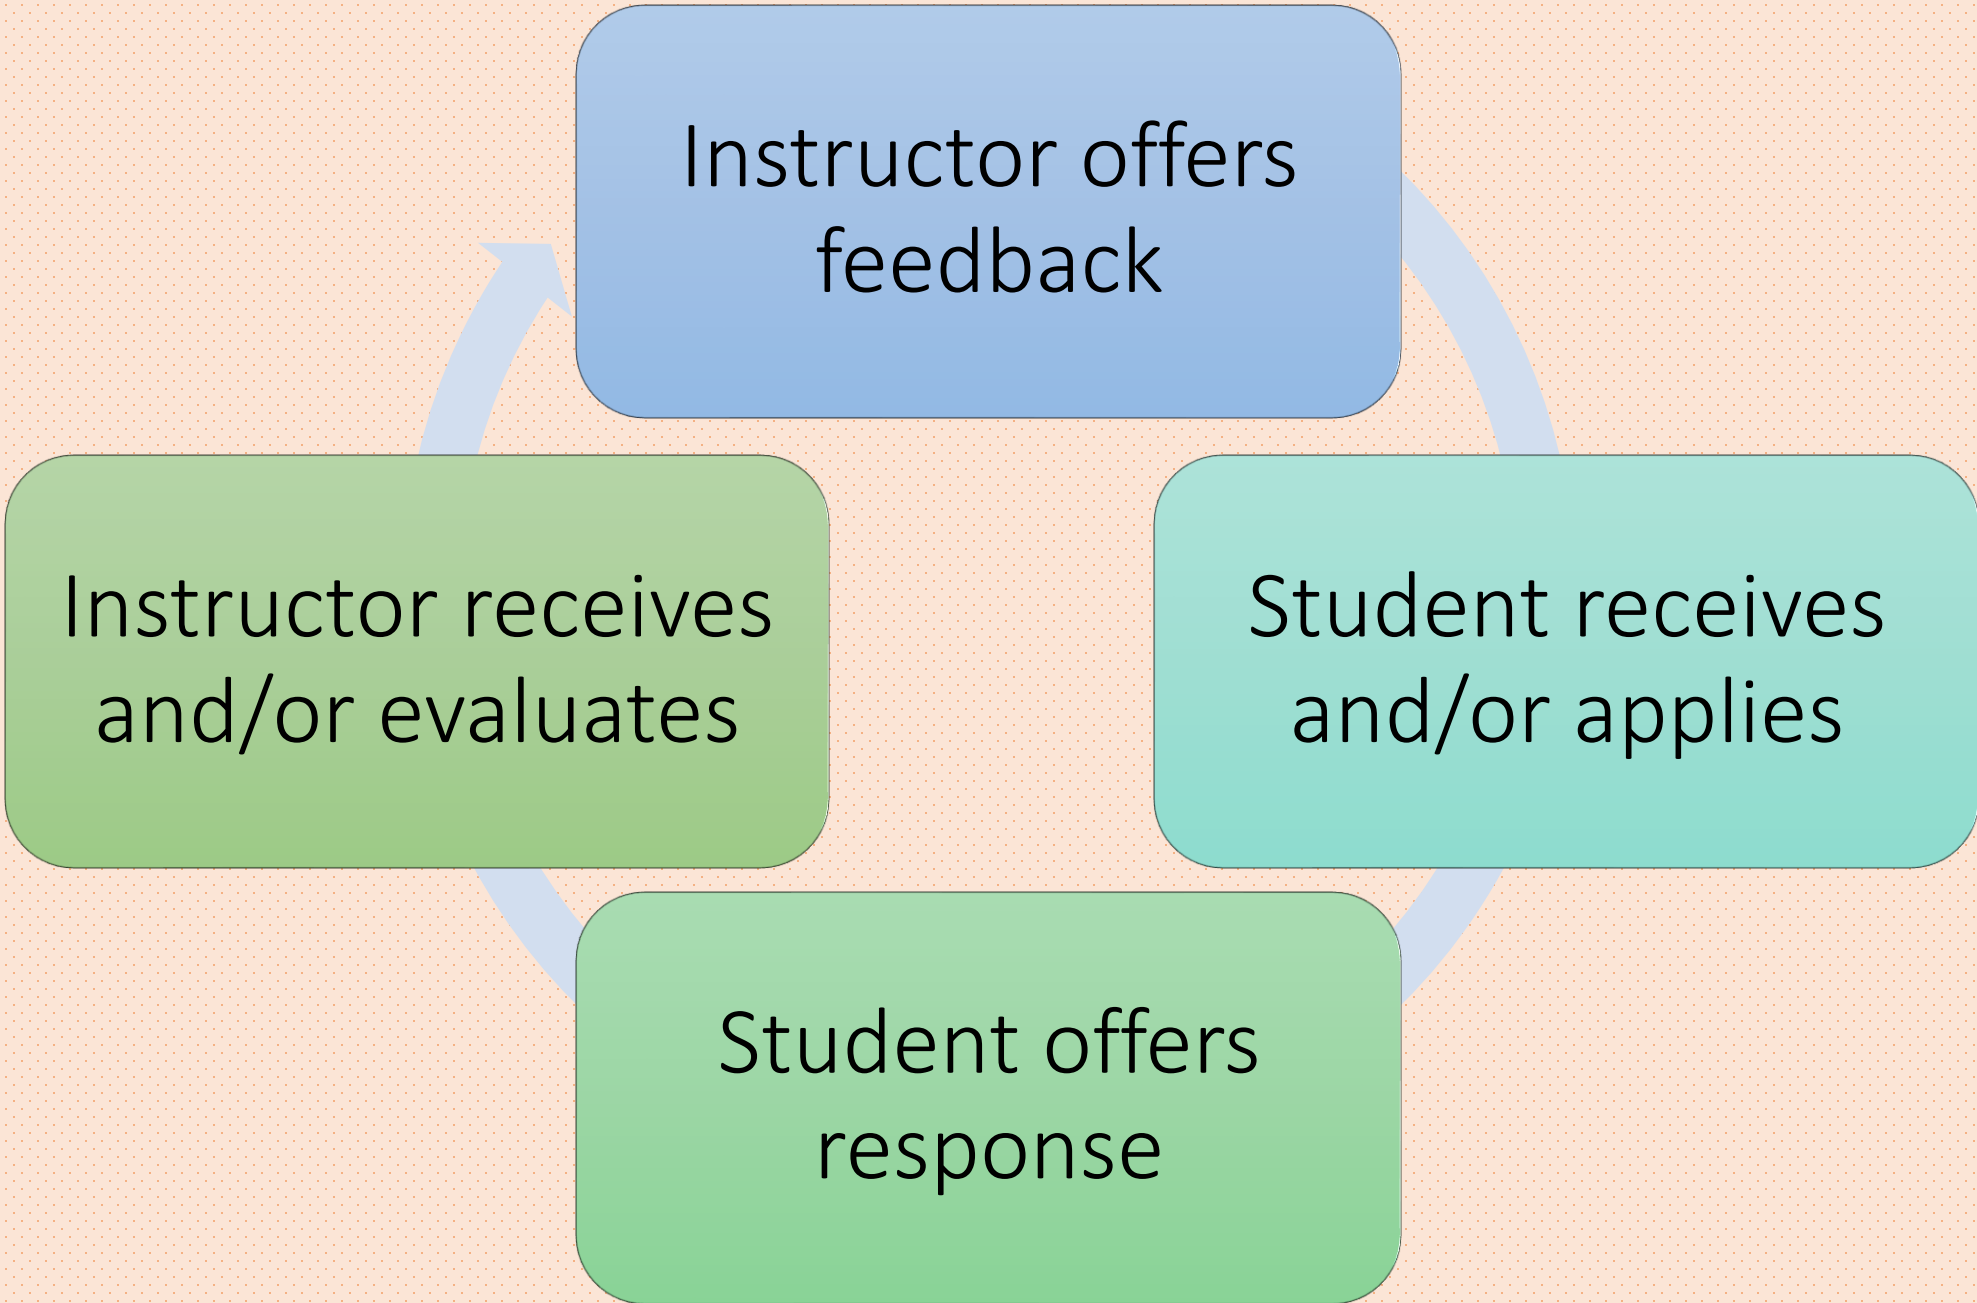 Instructor offers
feedback
Student receives
and/or applies
Student offers
response
Instructor receives
and/or evaluates